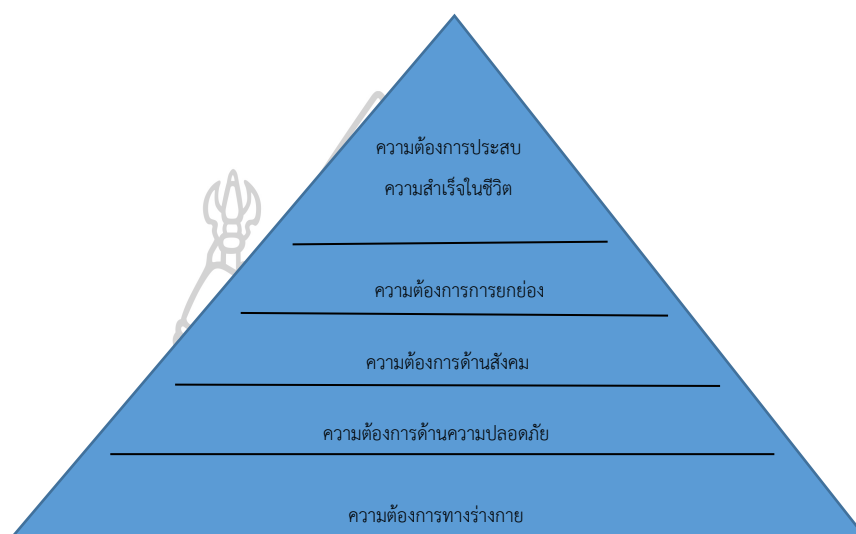 ความต้องการประสบ
ความสำเร็จในชีวิต
ความต้องการการยกย่อง
ความต้องการด้านสังคม
ความต้องการด้านความปลอดภัย
ความต้องการทางร่างกาย